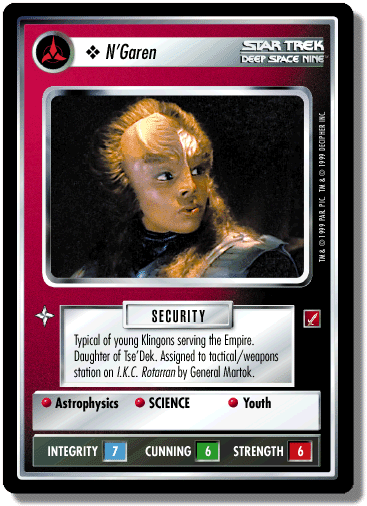 ❖ N'Garen
STAR TREK
DEEP SPACE NINE™
TM & © 1999 PAR. PIC. TM & © 1999 DECIPHER INC.
SECURITY
Typical of young Klingons serving the Empire.
Daughter of Tse'Dek. Assigned to tactical/weapons
station on I.K.C. Rotarran by General Martok.
Astrophysics SCIENCE Youth
INTEGRITY 7 CUNNING 6 STRENGTH 6